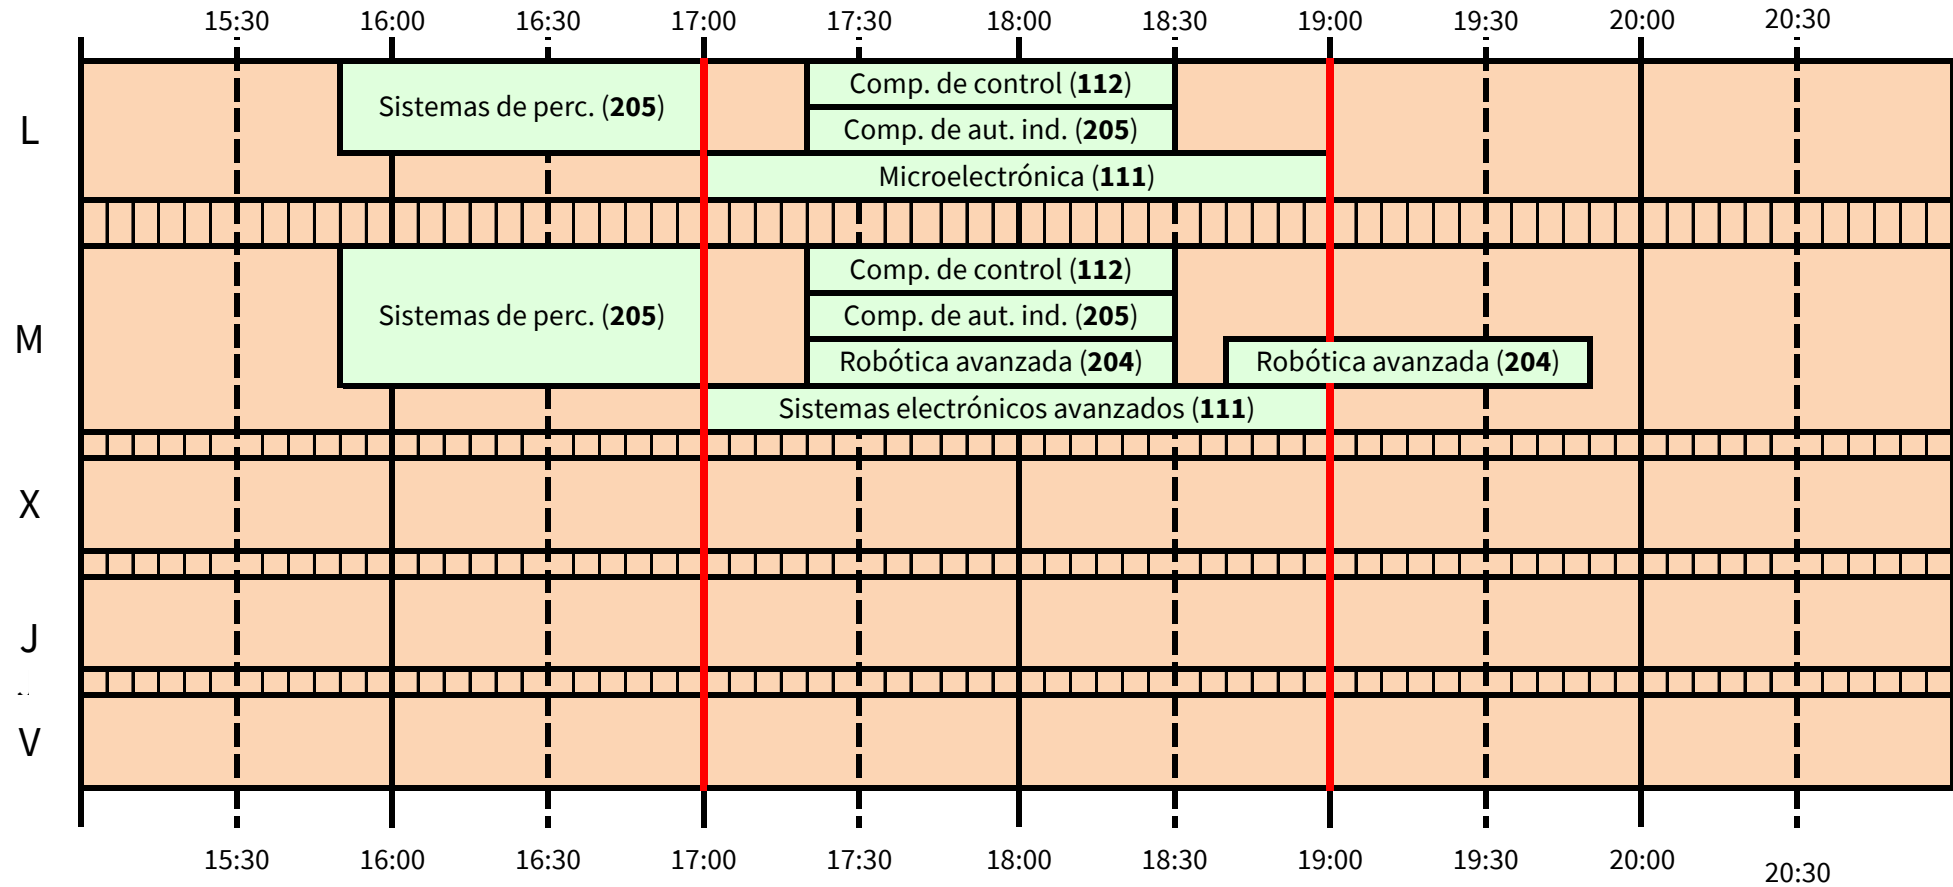 15:30 16:00 16:30 17:00 17:30 18:00 18:30 19:00 19:30 20:00 20:30
L
Sistemas de perc. (205)
Comp. de control (112)
Comp. de aut. ind. (205)
Microelectrónica (111)
M
Sistemas de perc. (205)
Comp. de control (112)
Comp. de aut. ind. (205)
Robótica avanzada (204)
Robótica avanzada (204)
Sistemas electrónicos avanzados (111)
X
J
V
15:30 16:00 16:30 17:00 17:30 18:00 18:30 19:00 19:30 20:00 20:30